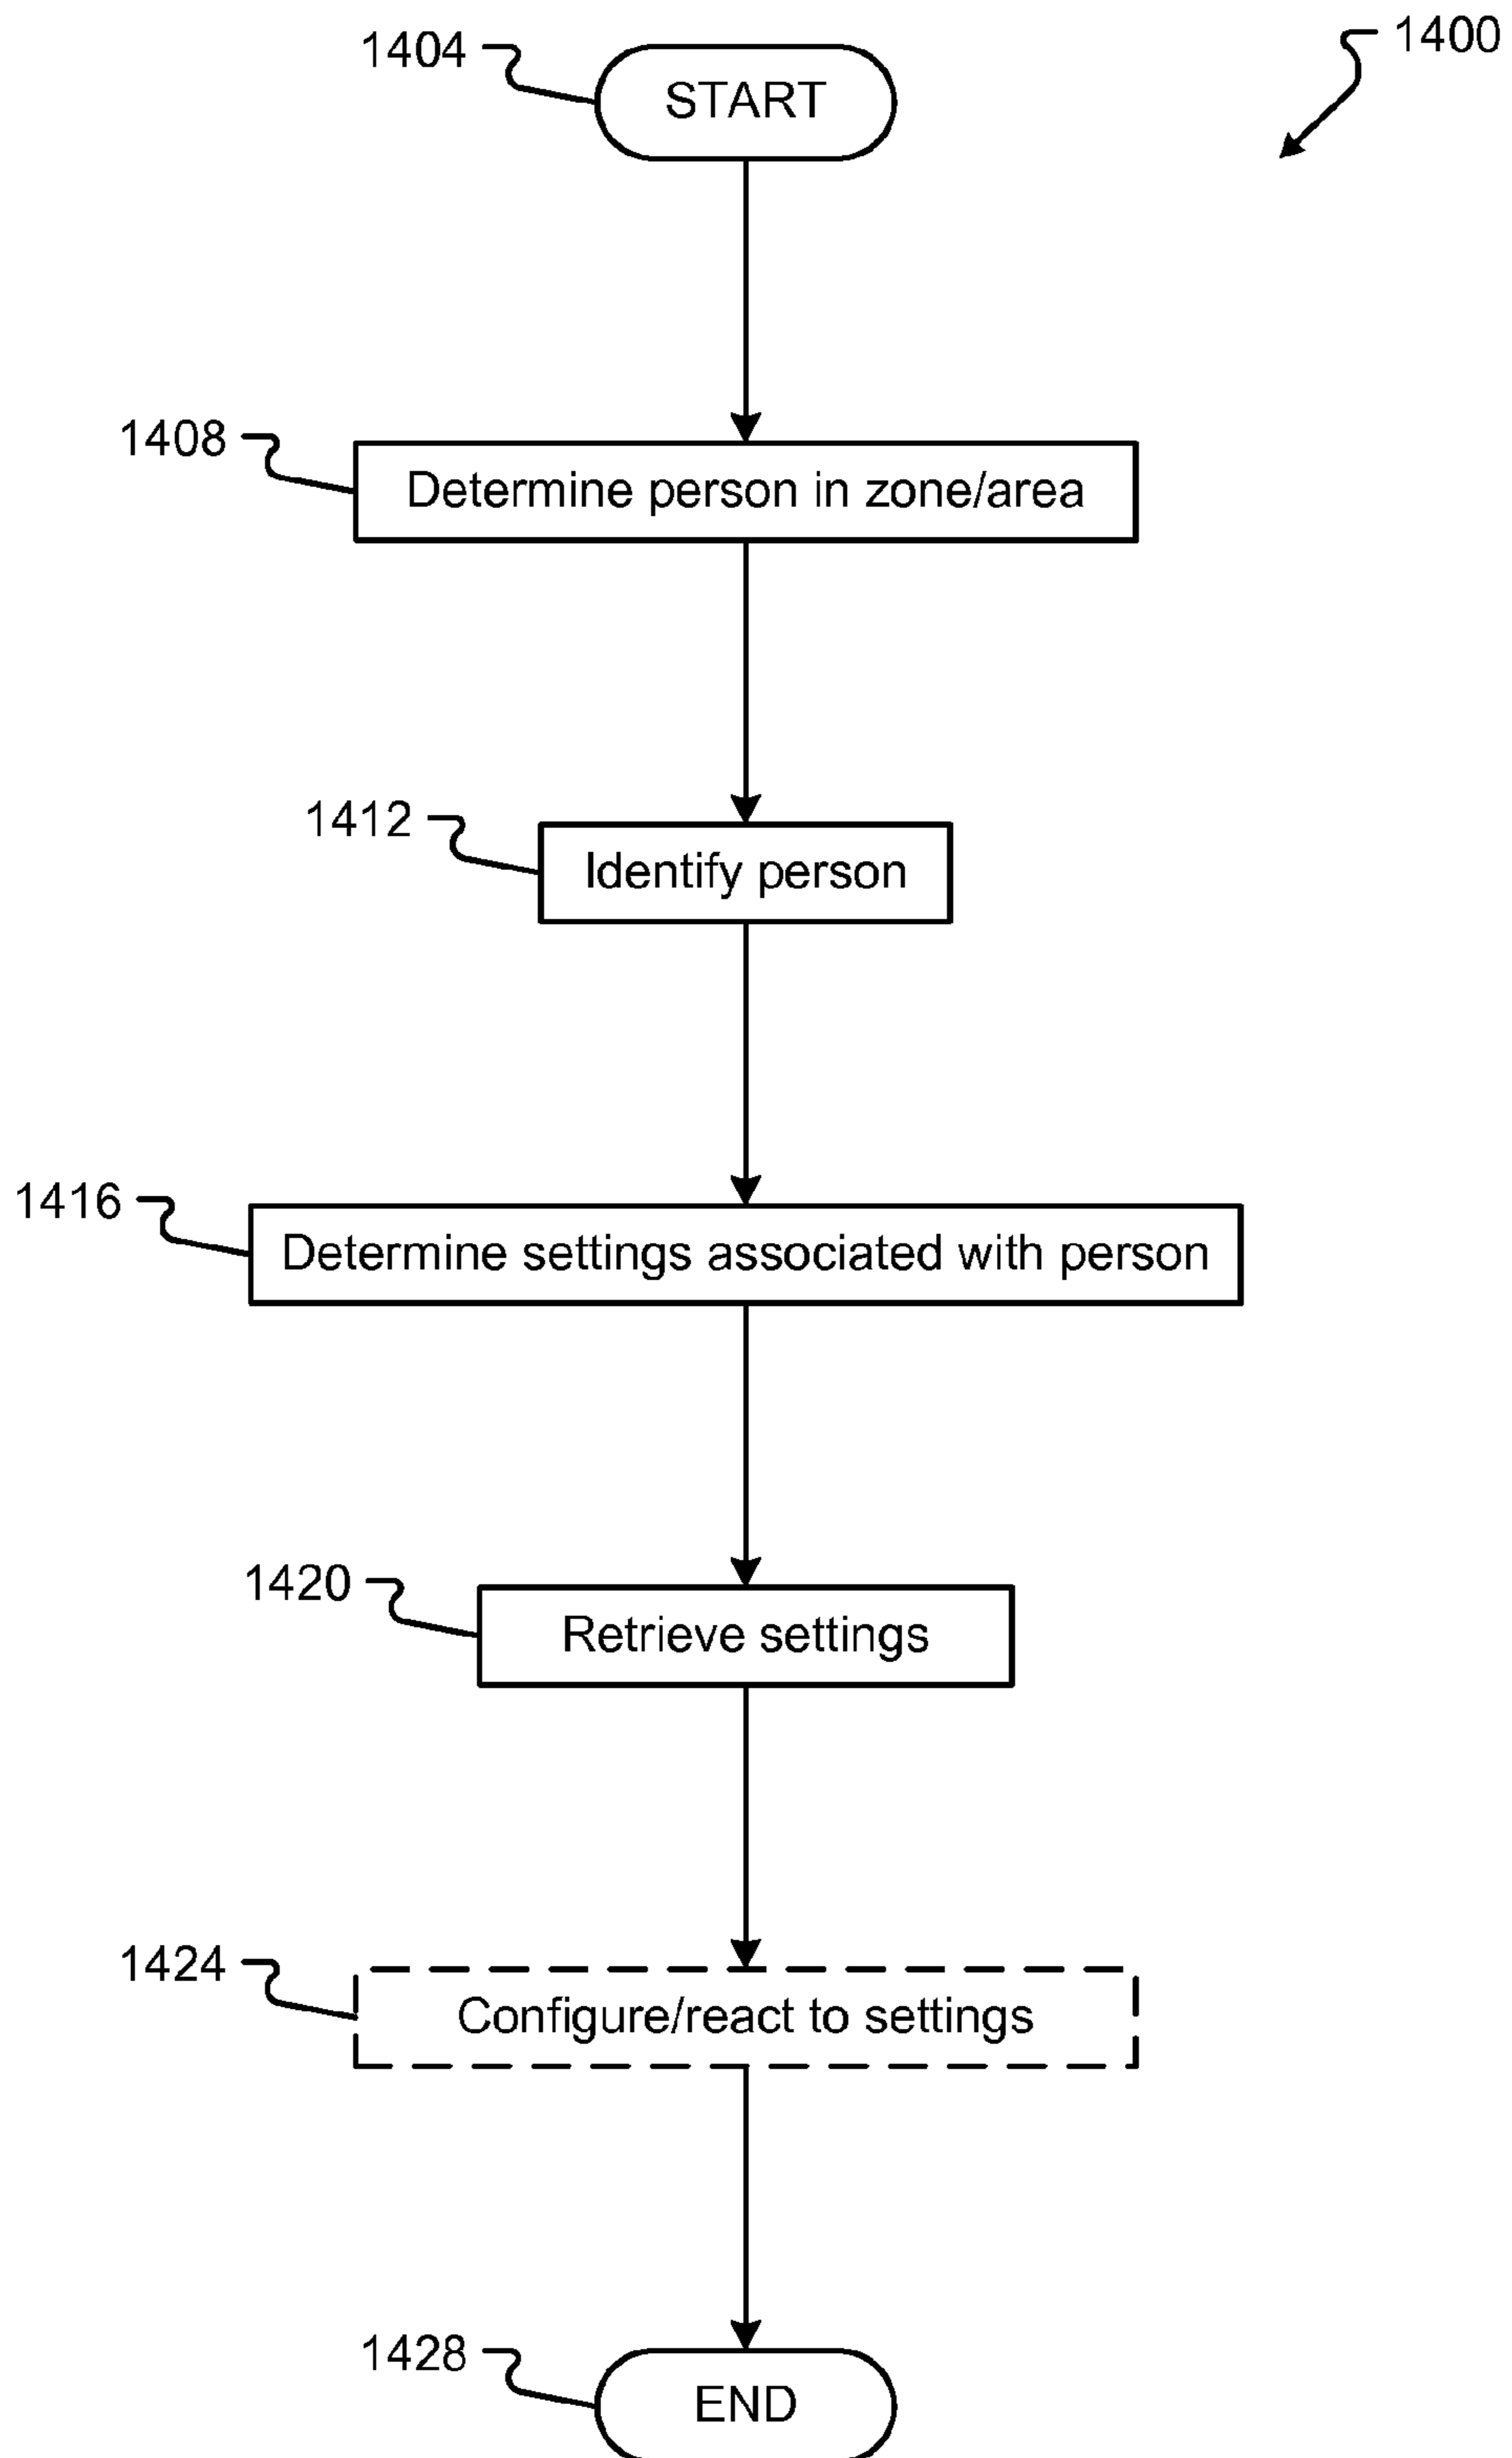 1400
1404
START
1408
Determine person in zone/area
1412
Identify person
1416
Determine settings associated with person
1420
Retrieve settings
1424
Configure/react to settings
1428
END